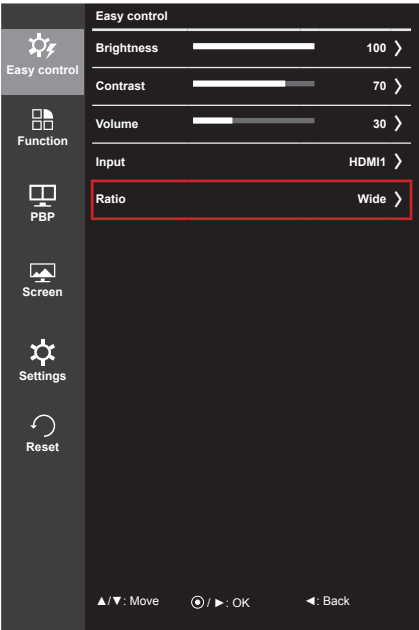 Easy control
Easy control
Brightness 100
Contrast 70
Volume 30
Input HDMI1
Ratio Wide
Function
PBP
Screen
Settings
Reset
▲/▼: Move ⦿ / ►: OK ◄: Back